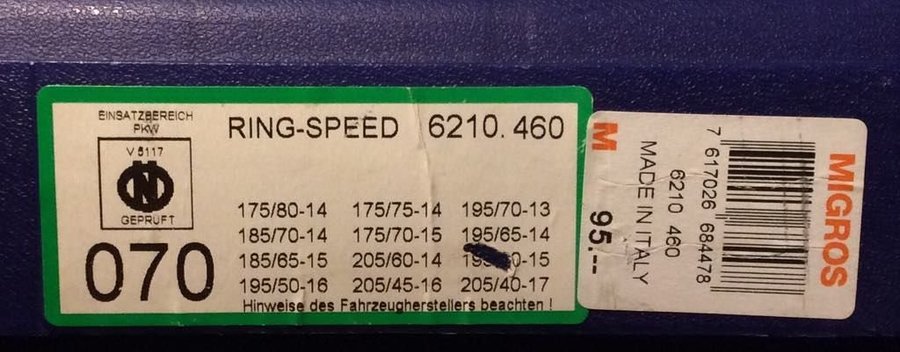 EINSATZBEREICH
PKW
V 5117
GEPRÜFT
070
RING-SPEED 6210.460
175/80-14 175/75-14 195/70-13
185/70-14 175/70-15 195/65-14
185/65-15 205/60-14
195/50-16 205/45-16 205/40-17
Hinweise des Fahrzeugherstellers beachten !
MIGROS
7 617026 684478
6210 460
MADE IN ITALY
M 95.--